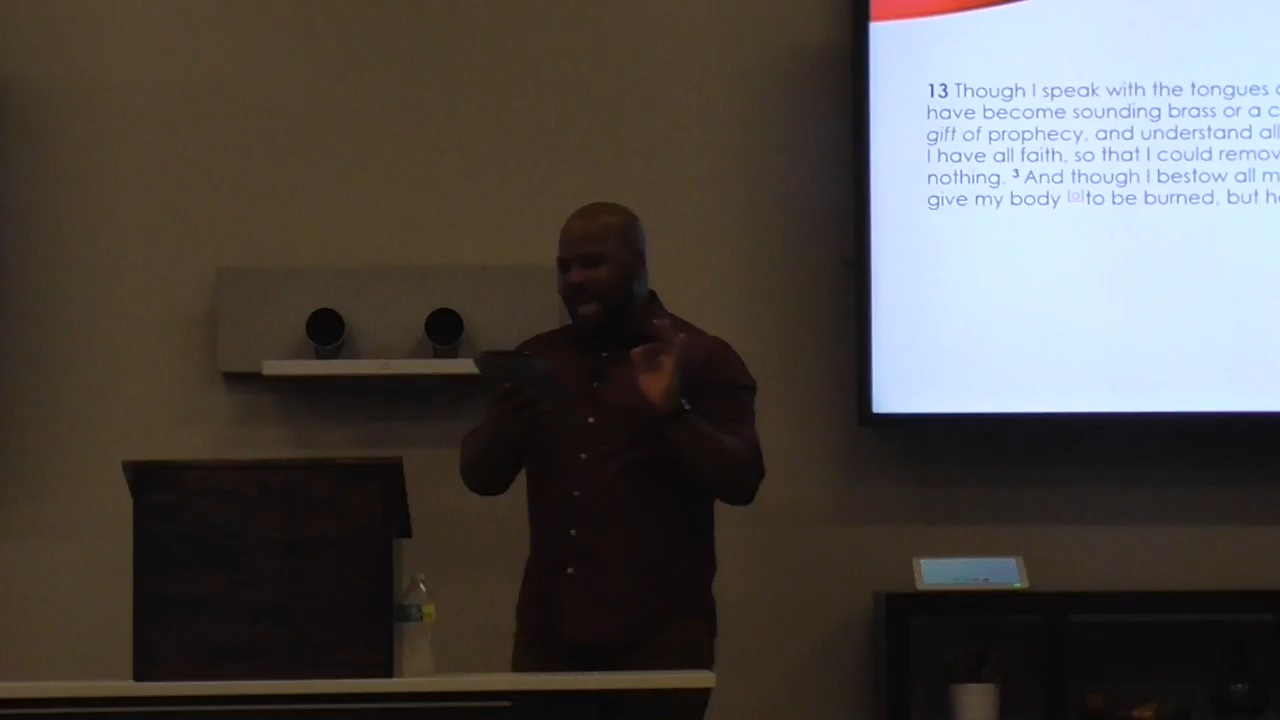 13 Though I speak with the tongues
have become sounding brass or a
gift of prophecy, and understand all
I have all faith, so that I could remov
nothing. 3 And though I bestow all m
give my body [a]to be burned, but h